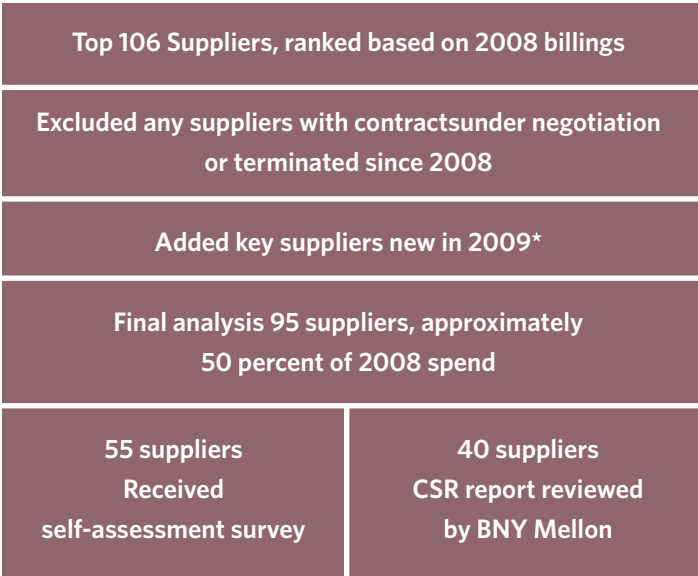 Top 106 Suppliers, ranked based on 2008 billings
Excluded any suppliers with contractsunder negotiation
or terminated since 2008
Added key suppliers new in 2009*
Final analysis 95 suppliers, approximately
50 percent of 2008 spend
55 suppliers
Received
self-assessment survey
40 suppliers
CSR report reviewed
by BNY Mellon